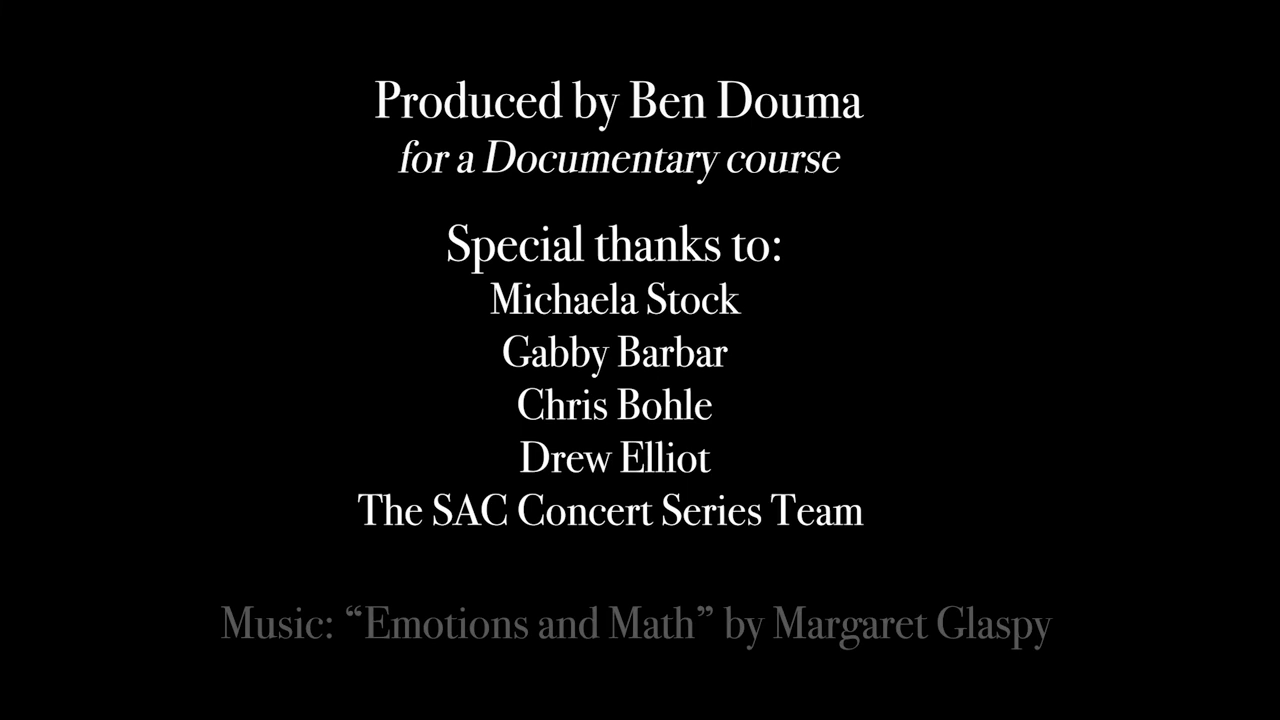 Produced by Ben Douma
for a Documentary course
Special thanks to:
Michaela Stock
Gabby Barbar
Chris Bohle
Drew Elliot
The SAC Concert Series Team
Music: “Emotions and Math” by Margaret Glaspy